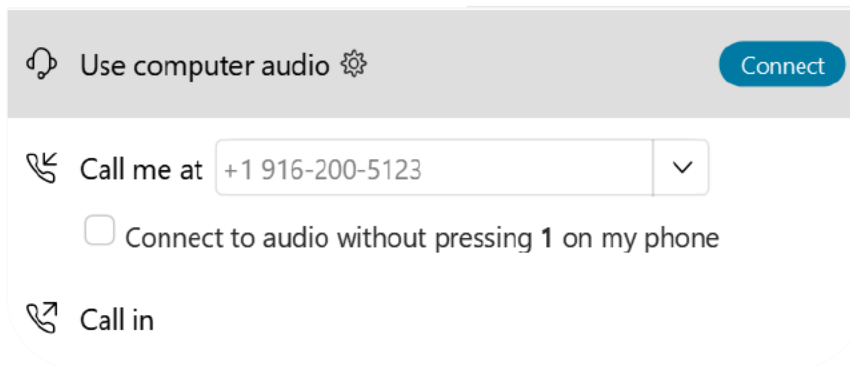 Use computer audio
Connect
Call me at
+1 916-200-5123
Connect to audio without pressing 1 on my phone
Call in